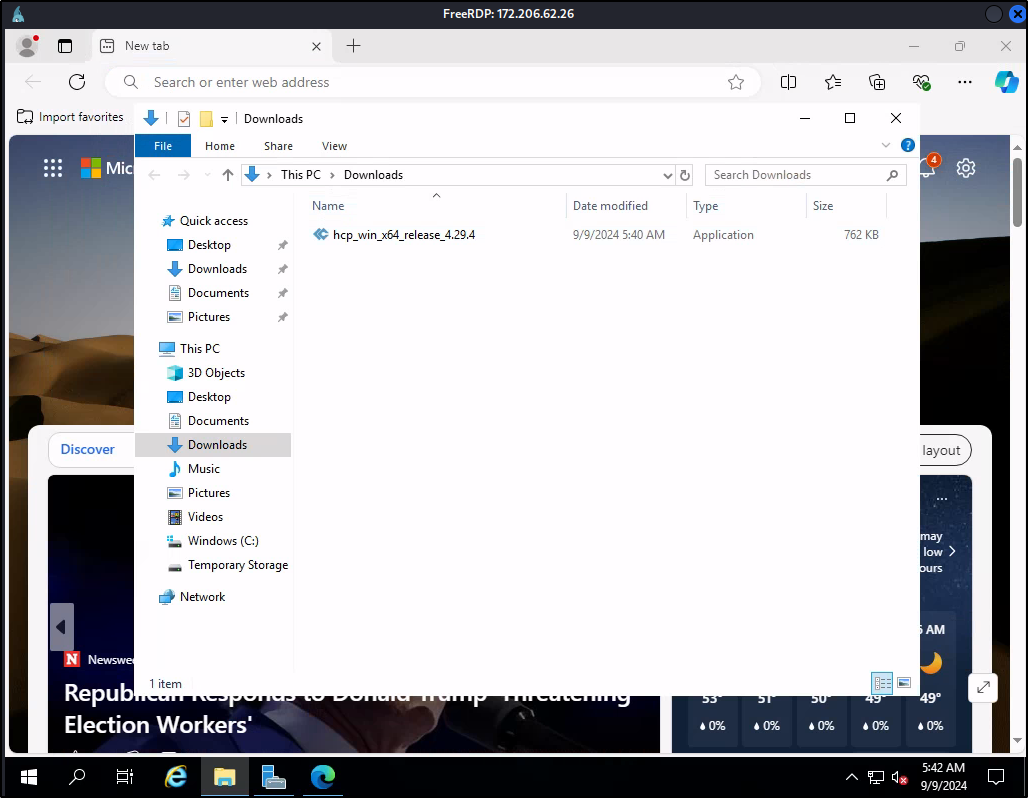 FreeRDP: 172.206.62.26
New tab
Search or enter web address
Import favorites
Downloads
File Home Share View
This PC Downloads
Search Downloads
Name Date modified Type Size
hcp_win_x64_release_4.29.4 9/9/2024 5:40 AM Application 762 KB
Quick access
Desktop
Downloads
Documents
Pictures
This PC
3D Objects
Desktop
Documents
Downloads
Music
Pictures
Videos
Windows (C:)
Temporary Storage
Network
1 item
Mic
4
Discover
layout
may
low
ours
AM
N Newswe
Republican Responds to Donald Trump 'Threatening
Election Workers'
53° 51° 50° 49° 49°
0% 0% 0% 0% 0%
5:42 AM
9/9/2024